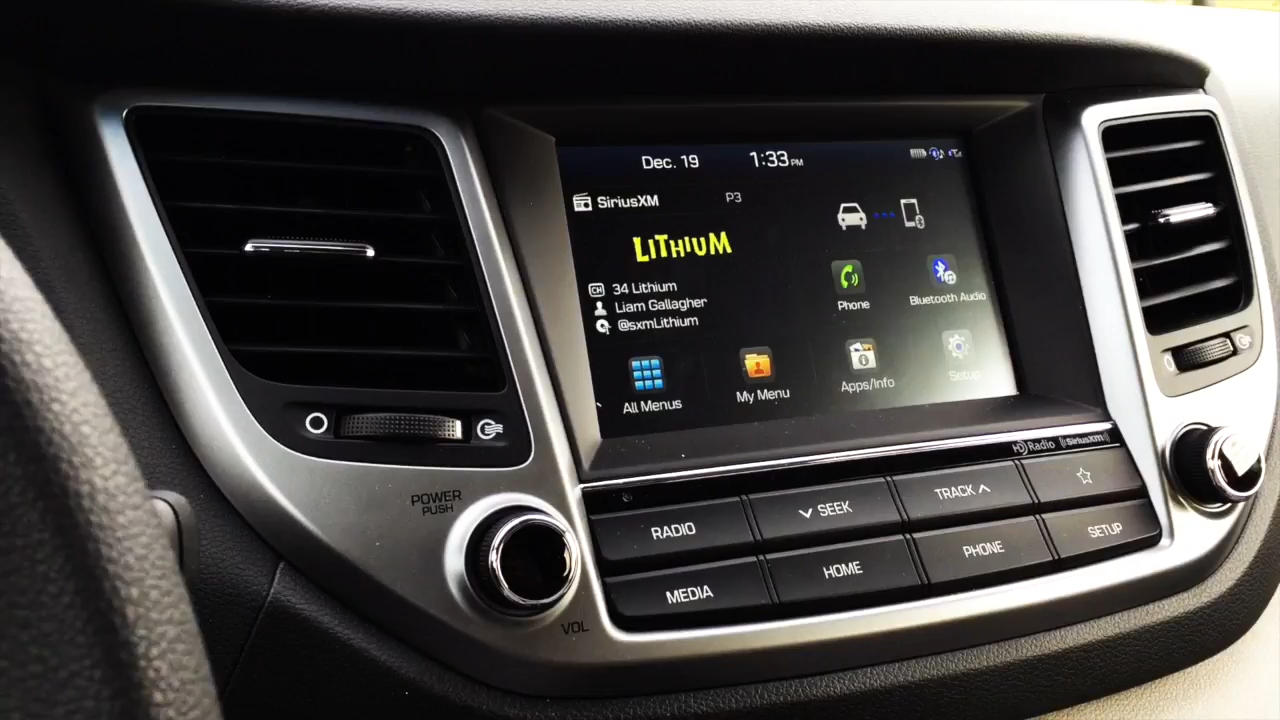 Dec. 19 1:33 PM
SiriusXM P3
LITHIUM
CH 34 Lithium
Liam Gallagher
@sxmLithium
Phone
Bluetooth Audio
All Menus
My Menu
Apps/Info
Setup
HD Radio ((SiriusXM))
POWER
PUSH
VOL
RADIO
SEEK
TRACK
MEDIA
HOME
PHONE
SETUP